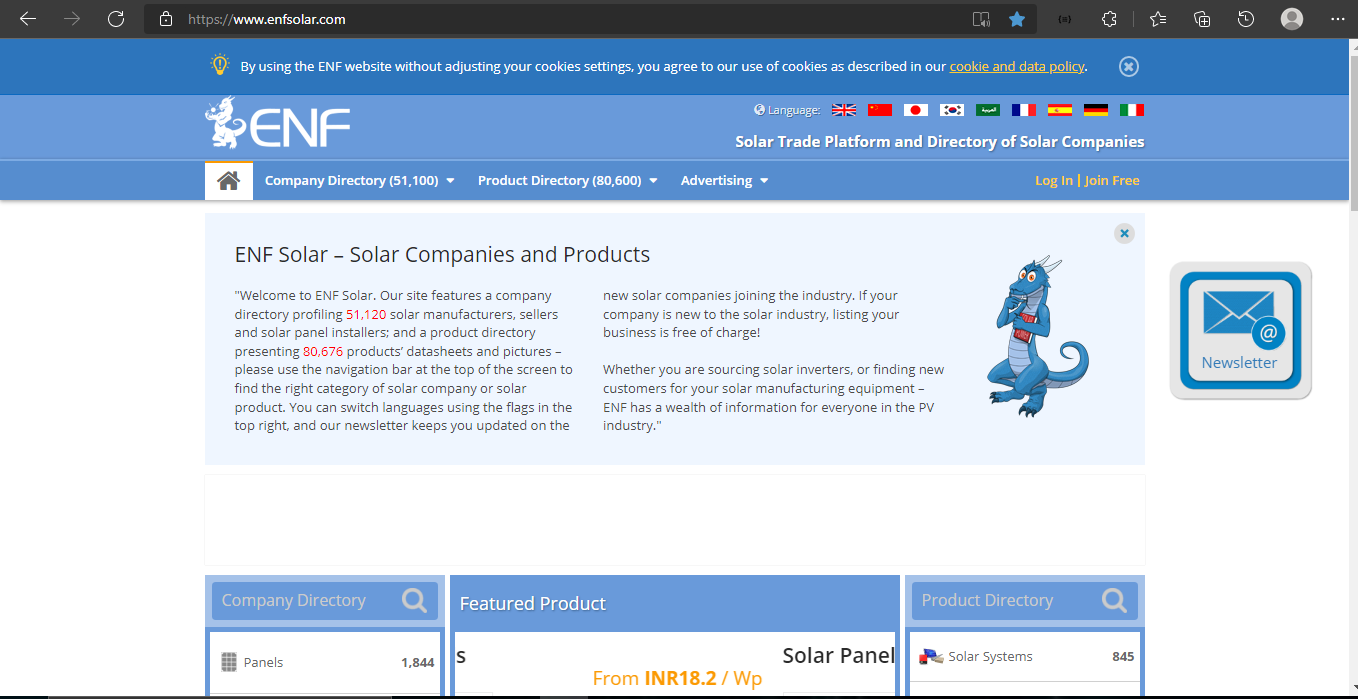 https://www.enfsolar.com
By using the ENF website without adjusting your cookies settings, you agree to our use of cookies as described in our cookie and data policy.
ENF
Language:
Solar Trade Platform and Directory of Solar Companies
Company Directory (51,100) Product Directory (80,600) Advertising Log In | Join Free
ENF Solar – Solar Companies and Products
"Welcome to ENF Solar. Our site features a company
directory profiling 51,120 solar manufacturers, sellers
and solar panel installers; and a product directory
presenting 80,676 products’ datasheets and pictures –
please use the navigation bar at the top of the screen to
find the right category of solar company or solar
product. You can switch languages using the flags in the
top right, and our newsletter keeps you updated on the
new solar companies joining the industry. If your
company is new to the solar industry, listing your
business is free of charge!
Whether you are sourcing solar inverters, or finding new
customers for your solar manufacturing equipment –
ENF has a wealth of information for everyone in the PV
industry."
@
Newsletter
Company Directory
Panels 1,844
Featured Product
s Solar Panel
From INR18.2 / Wp
Product Directory
Solar Systems 845